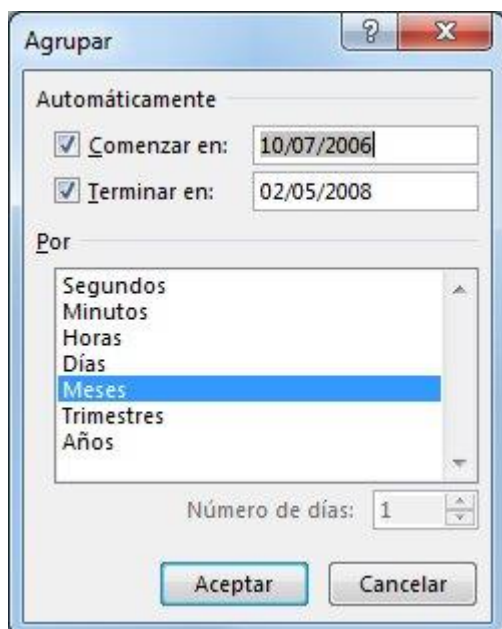 Agrupar
Automáticamente
Comenzar en: 10/07/2006
Terminar en: 02/05/2008
Por
Segundos
Minutos
Horas
Días
Meses
Trimestres
Años
Número de días: 1
Aceptar Cancelar